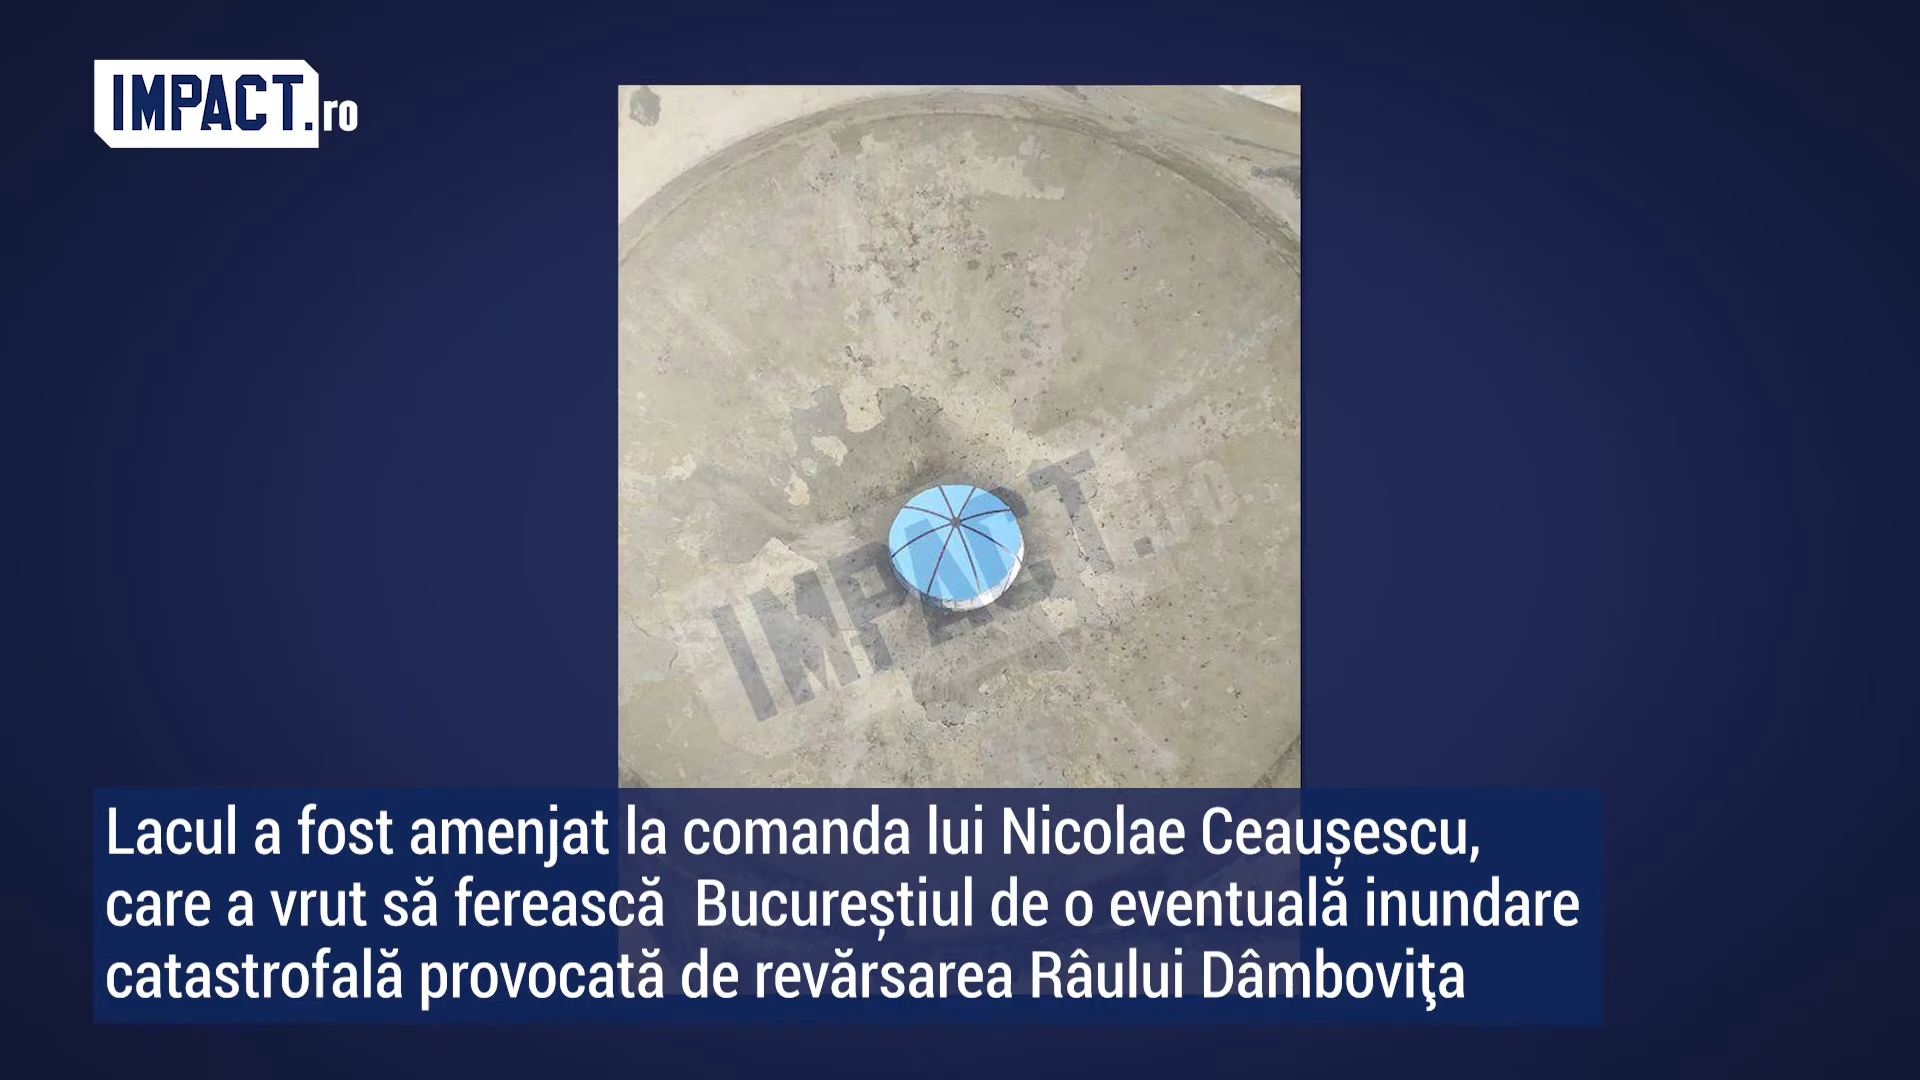 IMPACT.ro
IMPACT.ro
Lacul a fost amenjat la comanda lui Nicolae Ceaușescu,
care a vrut să ferească  Bucureștiul de o eventuală inundare
catastrofală provocată de revărsarea Râului Dâmboviţa